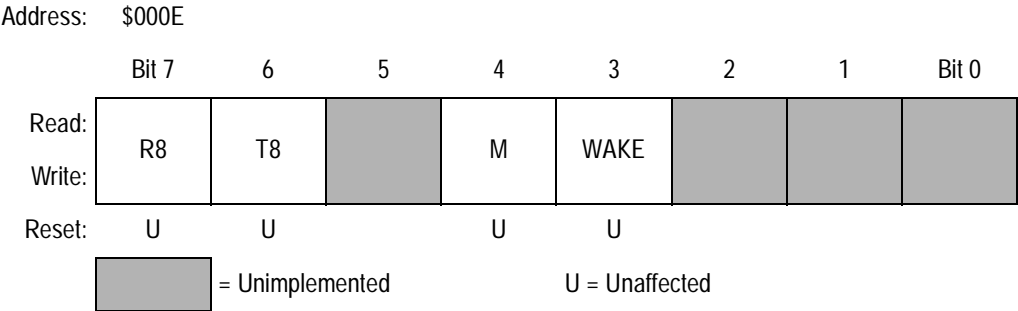 Address: $000E
Bit 7 6 5 4 3 2 1 Bit 0
Read:
R8 T8 M WAKE
Write:
Reset: U U U U
= Unimplemented U = Unaffected